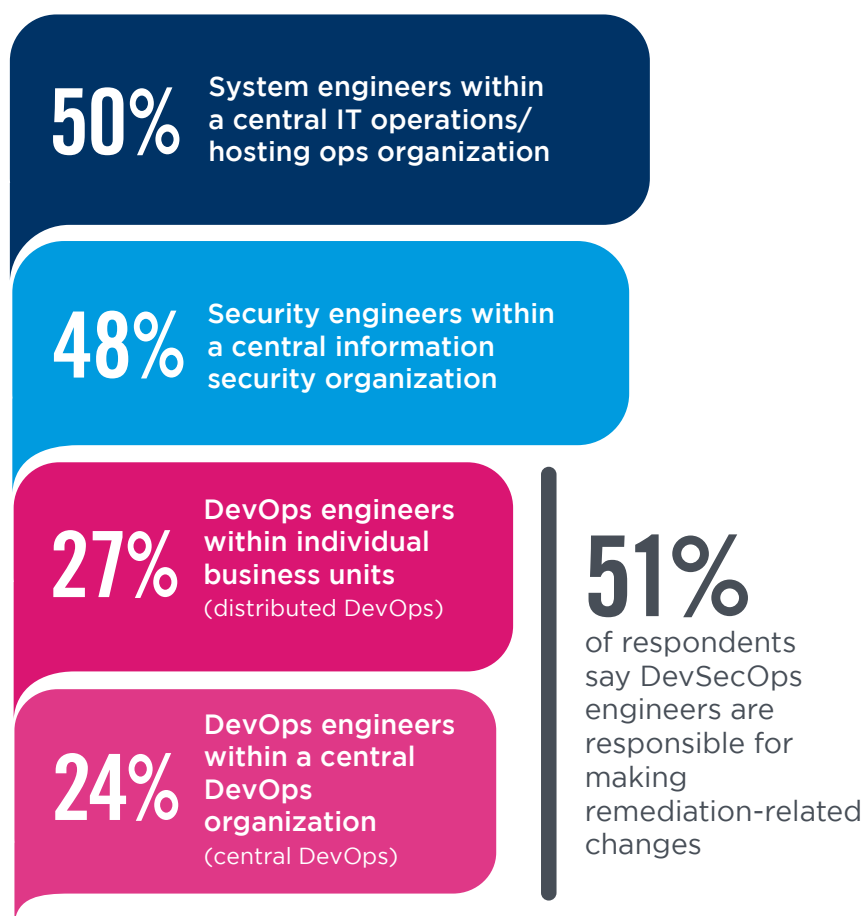 50%
System engineers within
a central IT operations/
hosting ops organization
48%
Security engineers within
a central information
security organization
27%
DevOps engineers
within individual
business units
(distributed DevOps)
24%
DevOps engineers
within a central
DevOps
organization
(central DevOps)
51%
of respondents
say DevSecOps
engineers are
responsible for
making
remediation-related
changes